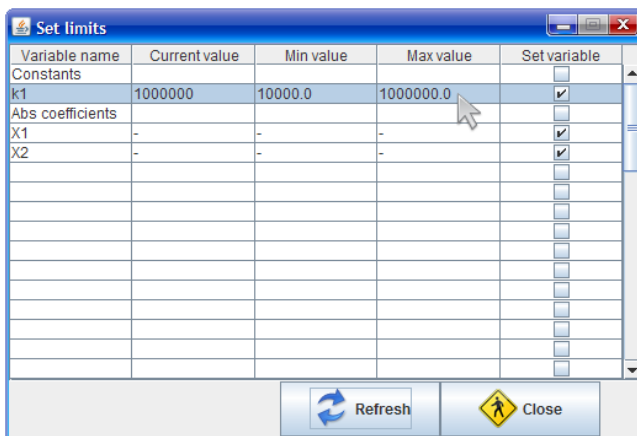 Set limits
Variable name Current value Min value Max value Set variable
Constants
k1 1000000 10000.0 1000000.0
Abs coefficients
X1 - - -
X2 - - -
Refresh Close